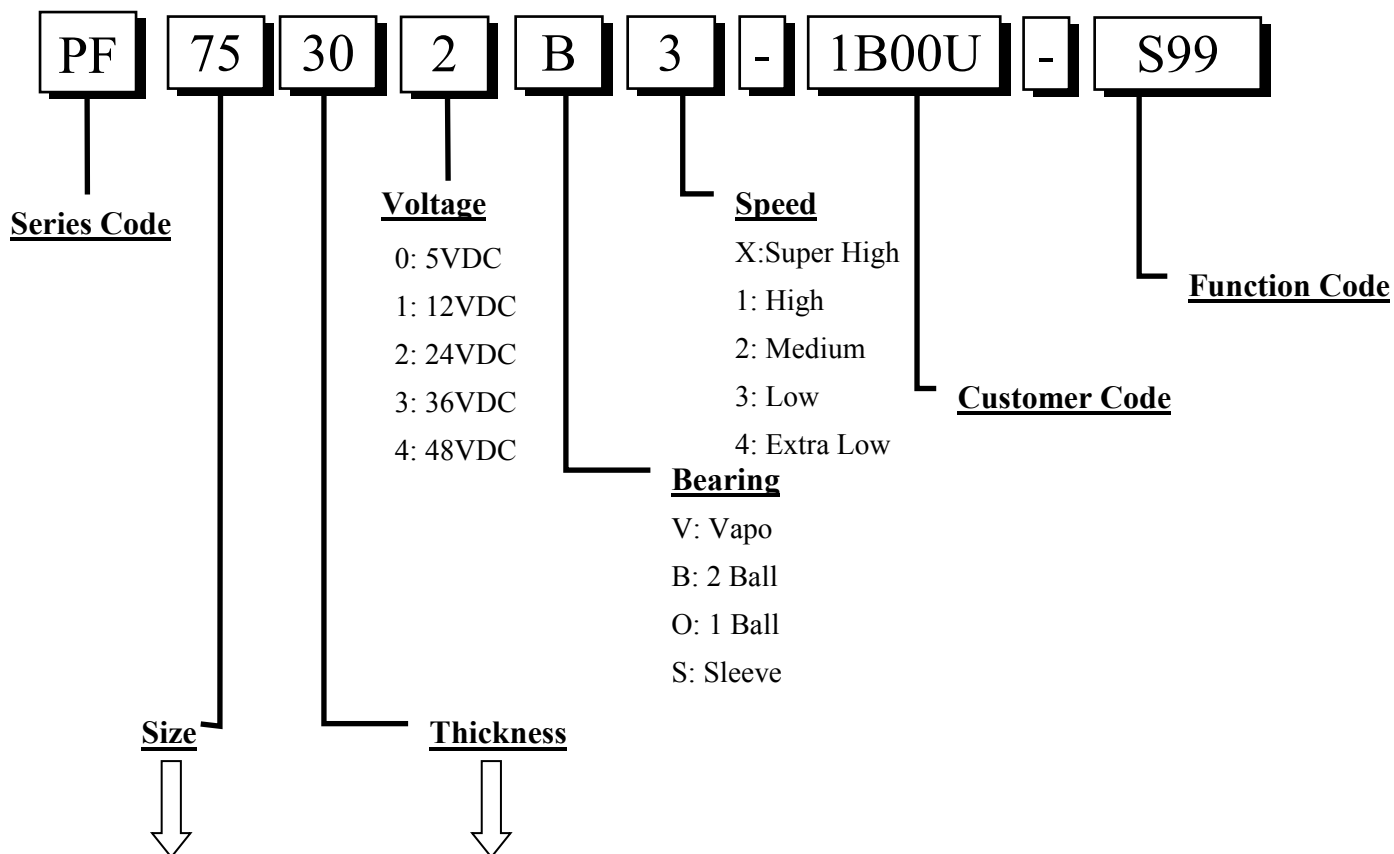 PF 75 30 2 B 3 - 1B00U - S99
Series Code
Voltage
0: 5VDC
1: 12VDC
2: 24VDC
3: 36VDC
4: 48VDC
Speed
X:Super High
1: High
2: Medium
3: Low
4: Extra Low
Function Code
Customer Code
Bearing
V: Vapo
B: 2 Ball
O: 1 Ball
S: Sleeve
Size
Thickness